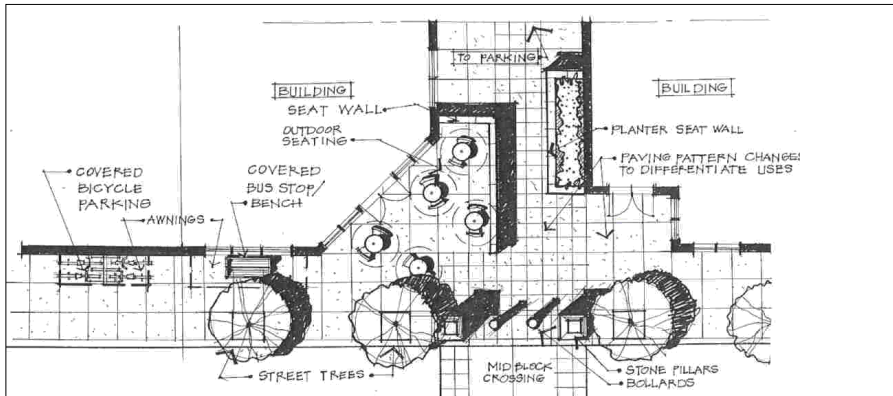 TO PARKING
BUILDING
BUILDING
SEAT WALL
OUTDOOR
SEATING
PLANTER SEAT WALL
COVERED
BICYCLE
PARKING
COVERED
BUS STOP/
BENCH
PAVING PATTERN CHANGES
TO DIFFERENTIATE USES
AWNINGS
STREET TREES
MID BLOCK
CROSSING
STONE PILLARS
BOLLARDS